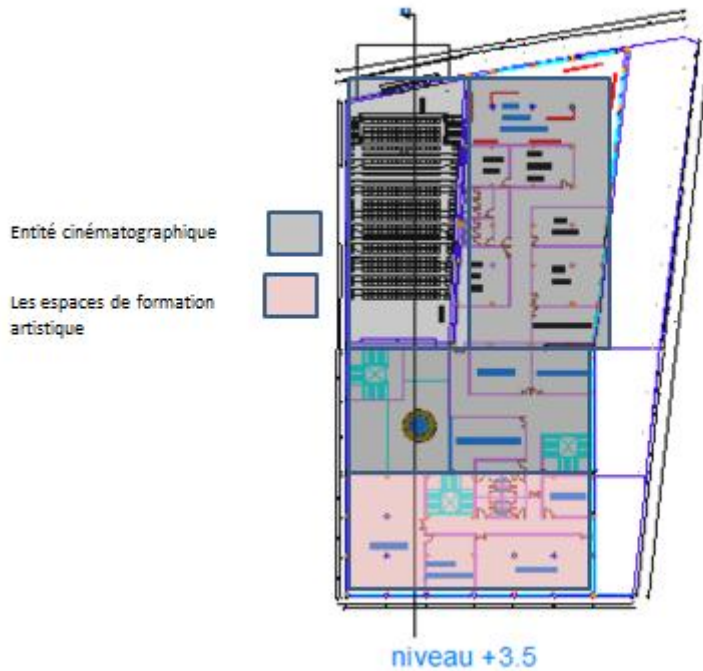 Entité cinématographique
Les espaces de formation
artistique
niveau +3.5